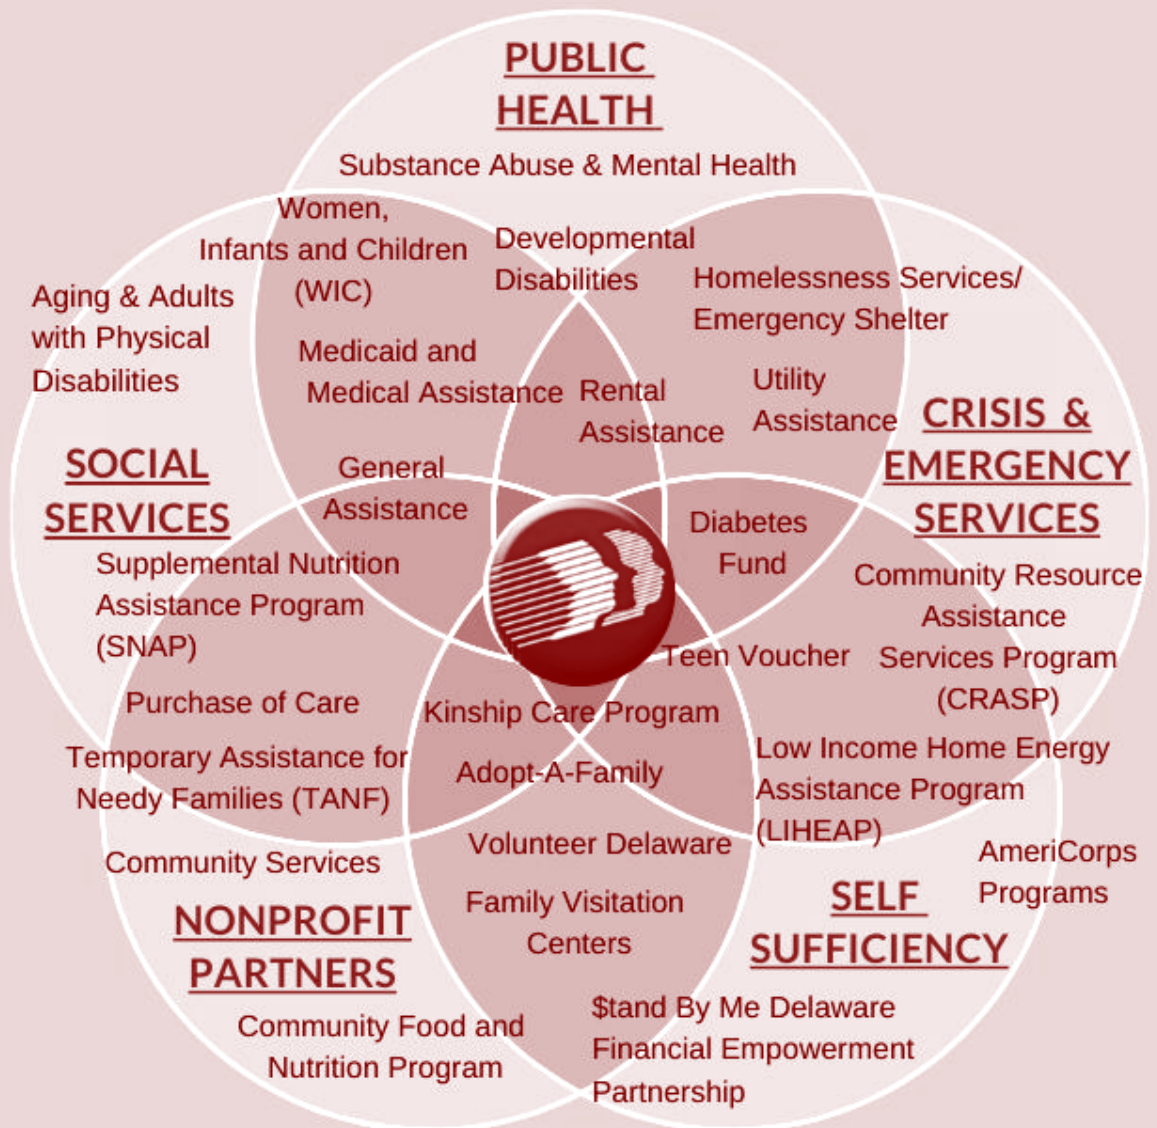 PUBLIC
HEALTH
Substance Abuse & Mental Health
Women,
Infants and Children
(WIC)
Developmental
Disabilities
Homelessness Services/
Emergency Shelter
Aging & Adults
with Physical
Disabilities
Medicaid and
Medical Assistance
Rental
Assistance
Utility
Assistance
CRISIS &
EMERGENCY
SERVICES
SOCIAL
SERVICES
General
Assistance
Diabetes
Fund
Supplemental Nutrition
Assistance Program
(SNAP)
Community Resource
Assistance
Services Program
(CRASP)
Teen Voucher
Purchase of Care
Kinship Care Program
Temporary Assistance for
Needy Families (TANF)
Adopt-A-Family
Low Income Home Energy
Assistance Program
(LIHEAP)
Community Services
Volunteer Delaware
AmeriCorps
Programs
NONPROFIT
PARTNERS
Family Visitation
Centers
SELF
SUFFICIENCY
Community Food and
Nutrition Program
$tand By Me Delaware
Financial Empowerment
Partnership